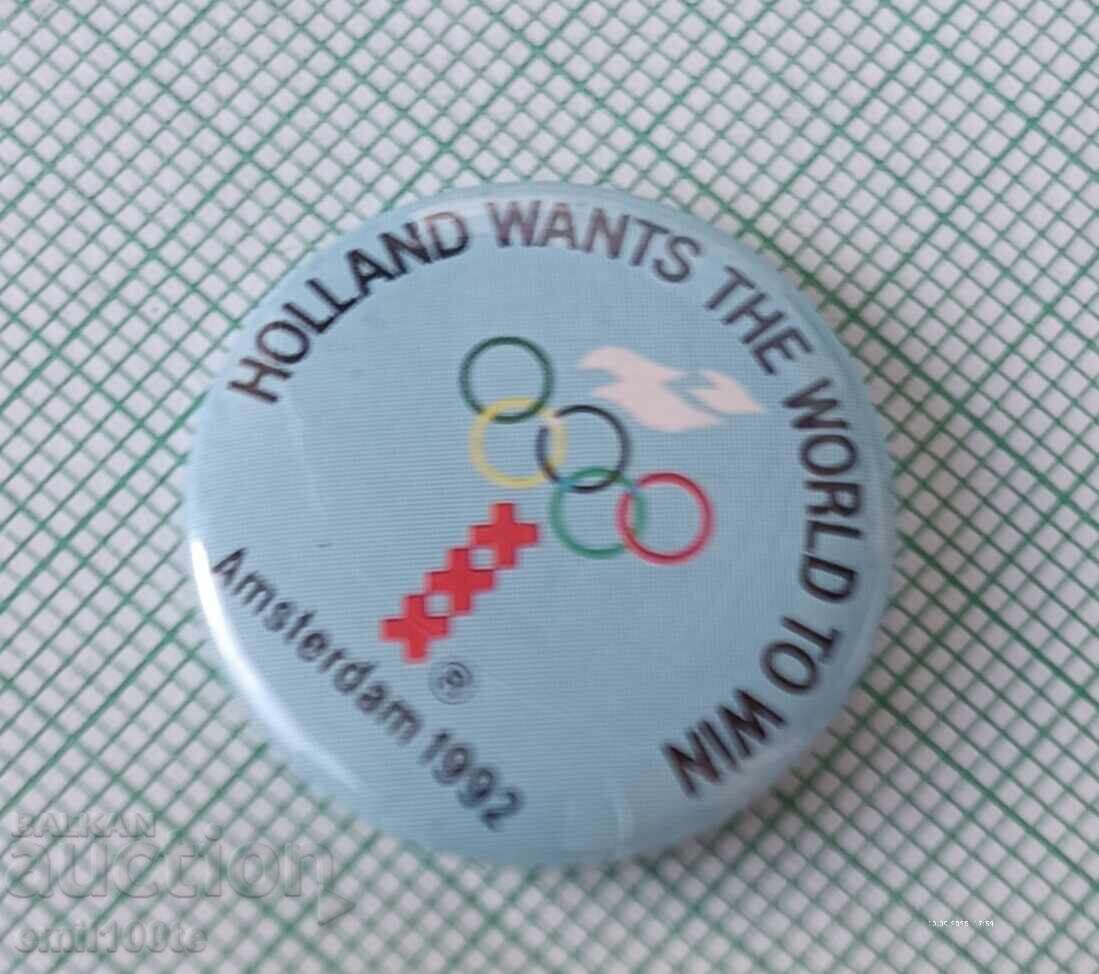 HOLLAND WANTS THE WORLD TO WIN
®
Amsterdam 1992
BALKAN
auction
emil100te